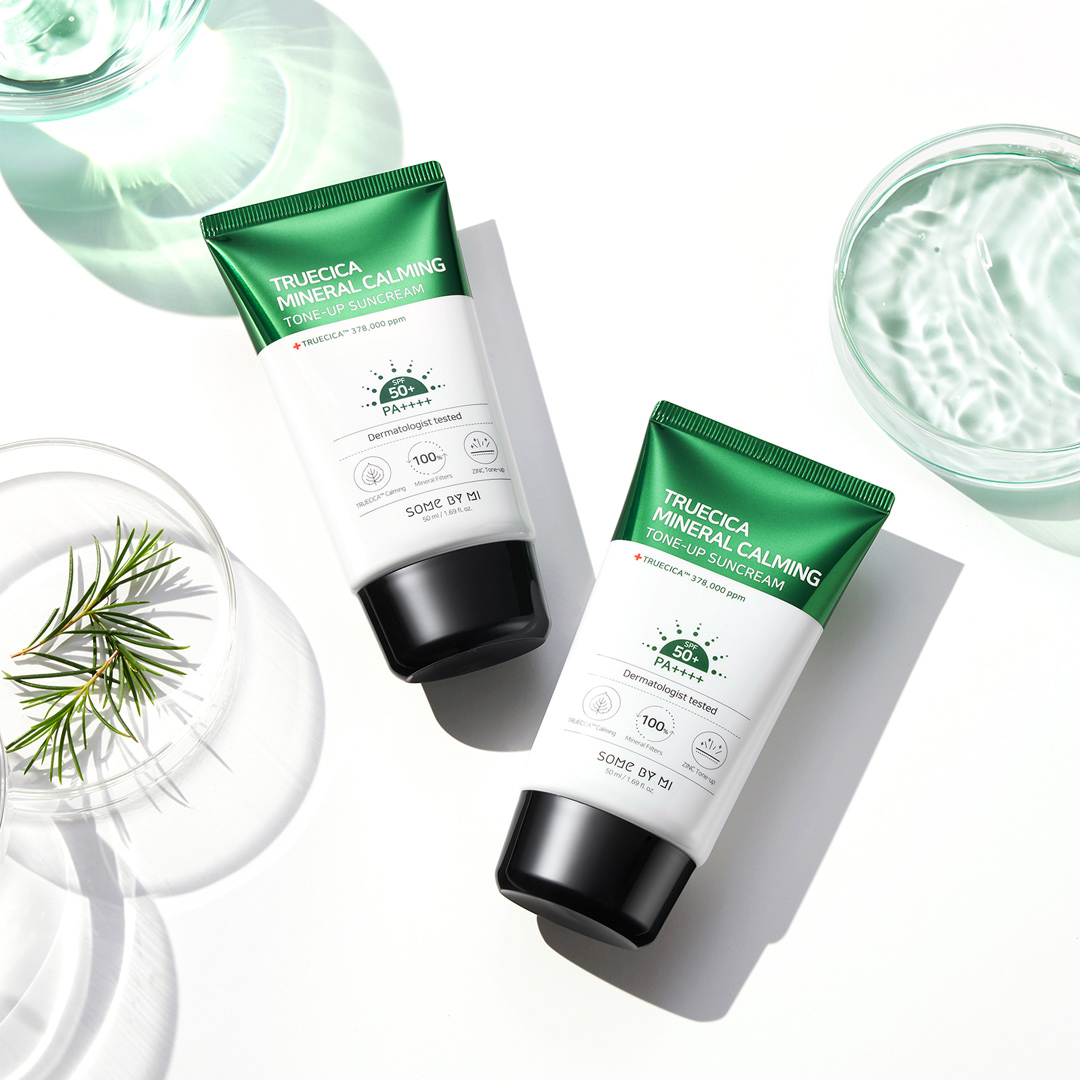 TRUECICA
MINERAL CALMING
TONE-UP SUNCREAM
TRUECICA™ 378,000 ppm
SPF
50+
PA++++
Dermatologist tested
TRUECICA™ Calming
100%
Mineral Filters
ZINC Tone-up
SOME BY MI
50 ml / 1.69 fl. oz.
TRUECICA
MINERAL CALMING
TONE-UP SUNCREAM
TRUECICA™ 378,000 ppm
SPF
50+
PA++++
Dermatologist tested
TRUECICA™ Calming
100%
Mineral Filters
ZINC Tone-up
SOME BY MI
50 ml / 1.69 fl. oz.